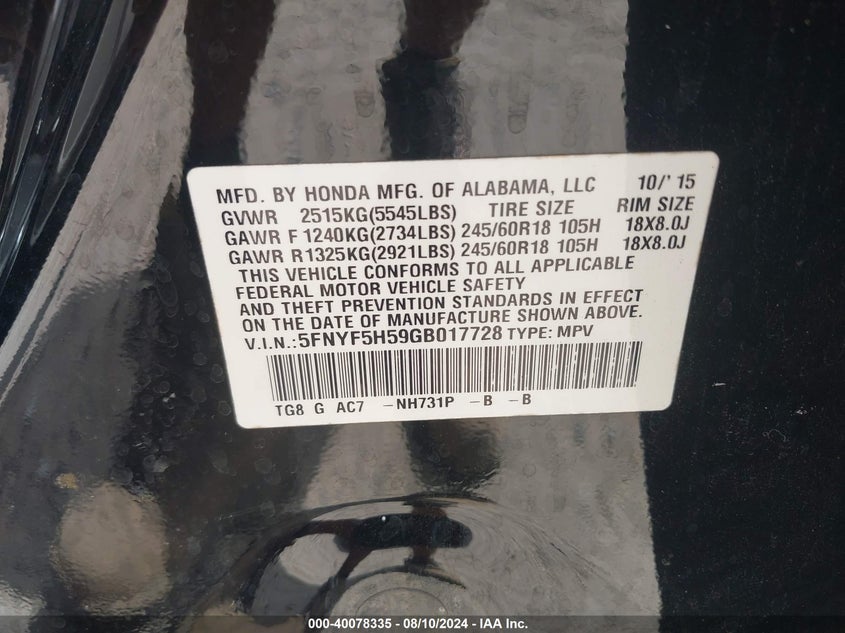 MFD. BY HONDA MFG. OF ALABAMA, LLC 10/'15
GVWR 2515KG(5545LBS) TIRE SIZE RIM SIZE
GAWR F 1240KG(2734LBS) 245/60R18 105H 18X8.0J
GAWR R1325KG(2921LBS) 245/60R18 105H 18X8.0J
THIS VEHICLE CONFORMS TO ALL APPLICABLE
FEDERAL MOTOR VEHICLE SAFETY
AND THEFT PREVENTION STANDARDS IN EFFECT
ON THE DATE OF MANUFACTURE SHOWN ABOVE.
V.I.N.:5FNYF5H59GB017728 TYPE: MPV
TG8 G AC7 -NH731P -B -B
000-40078335 - 08/10/2024 - IAA Inc.